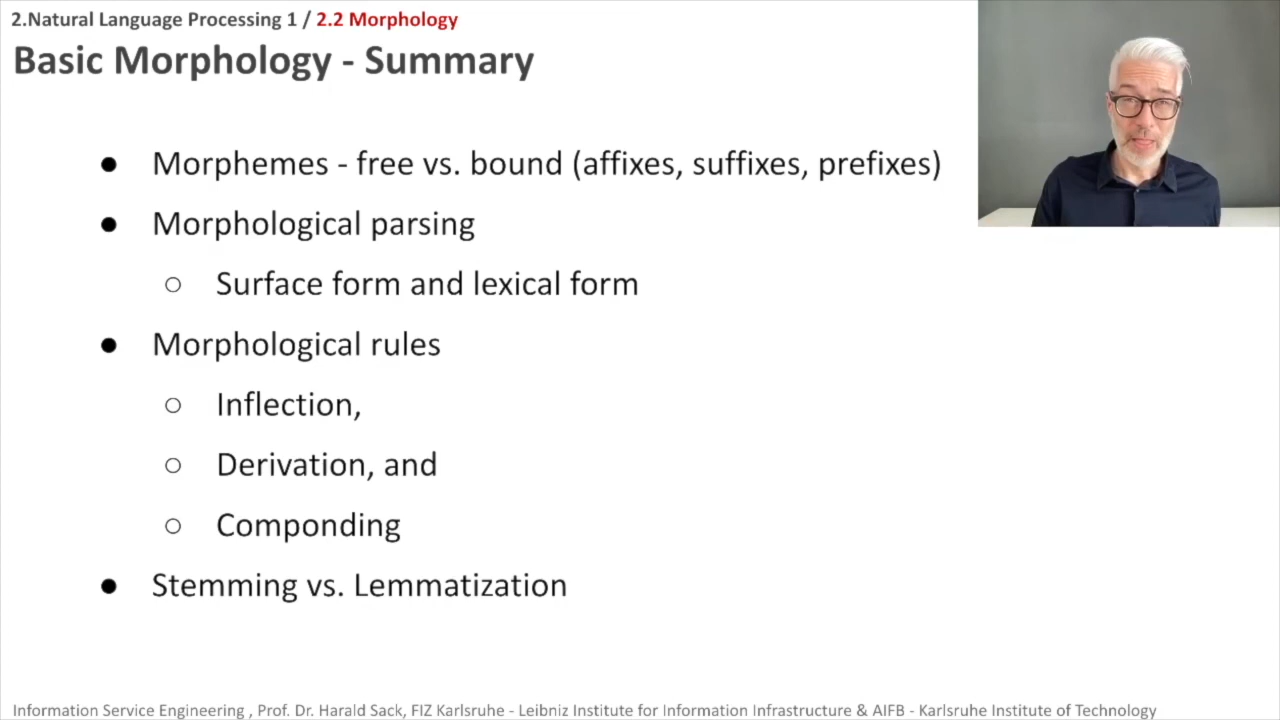 2.Natural Language Processing 1 / 2.2 Morphology
Basic Morphology - Summary
● Morphemes - free vs. bound (affixes, suffixes, prefixes)
● Morphological parsing
○ Surface form and lexical form
● Morphological rules
○ Inflection,
○ Derivation, and
○ Componding
● Stemming vs. Lemmatization
Information Service Engineering , Prof. Dr. Harald Sack, FIZ Karlsruhe - Leibniz Institute for Information Infrastructure & AIFB - Karlsruhe Institute of Technology